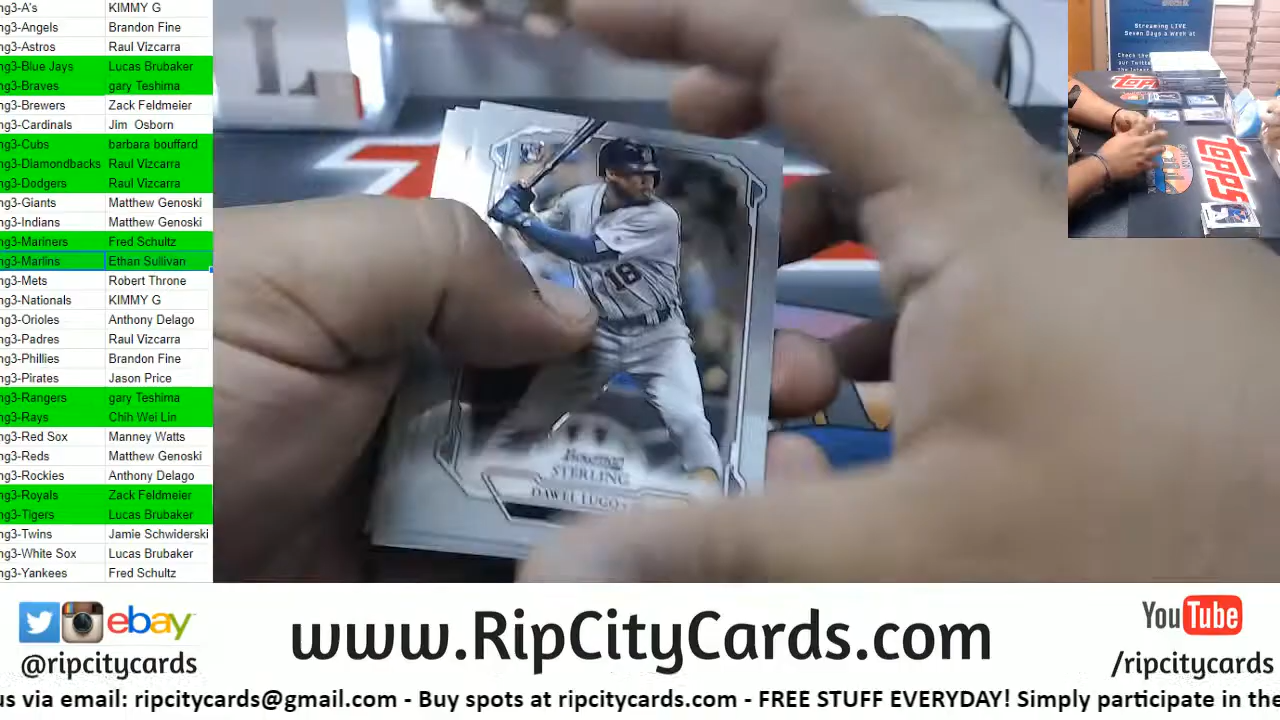 ng3-A's KIMMY G
ng3-Angels Brandon Fine
ng3-Astros Raul Vizcarra
ng3-Blue Jays Lucas Brubaker
ng3-Braves gary Teshima
ng3-Brewers Zack Feldmeier
ng3-Cardinals Jim Osborn
ng3-Cubs barbara bouffard
ng3-Diamondbacks Raul Vizcarra
ng3-Dodgers Raul Vizcarra
ng3-Giants Matthew Genoski
ng3-Indians Matthew Genoski
ng3-Mariners Fred Schultz
ng3-Marlins Ethan Sullivan
ng3-Mets Robert Throne
ng3-Nationals KIMMY G
ng3-Orioles Anthony Delago
ng3-Padres Raul Vizcarra
ng3-Phillies Brandon Fine
ng3-Pirates Jason Price
ng3-Rangers gary Teshima
ng3-Rays Chih Wei Lin
ng3-Red Sox Manney Watts
ng3-Reds Matthew Genoski
ng3-Rockies Anthony Delago
ng3-Royals Zack Feldmeier
ng3-Tigers Lucas Brubaker
ng3-Twins Jamie Schwiderski
ng3-White Sox Lucas Brubaker
ng3-Yankees Fred Schultz
18
Bowman
STERLING
DAWEL LUGO
Streaming LIVE
Seven Days a Week at
Check the
our Twitt
Topps
Topps
ebay
@ripcitycards
www.RipCityCards.com
YouTube
/ripcitycards
us via email: ripcitycards@gmail.com - Buy spots at ripcitycards.com - FREE STUFF EVERYDAY! Simply participate in the